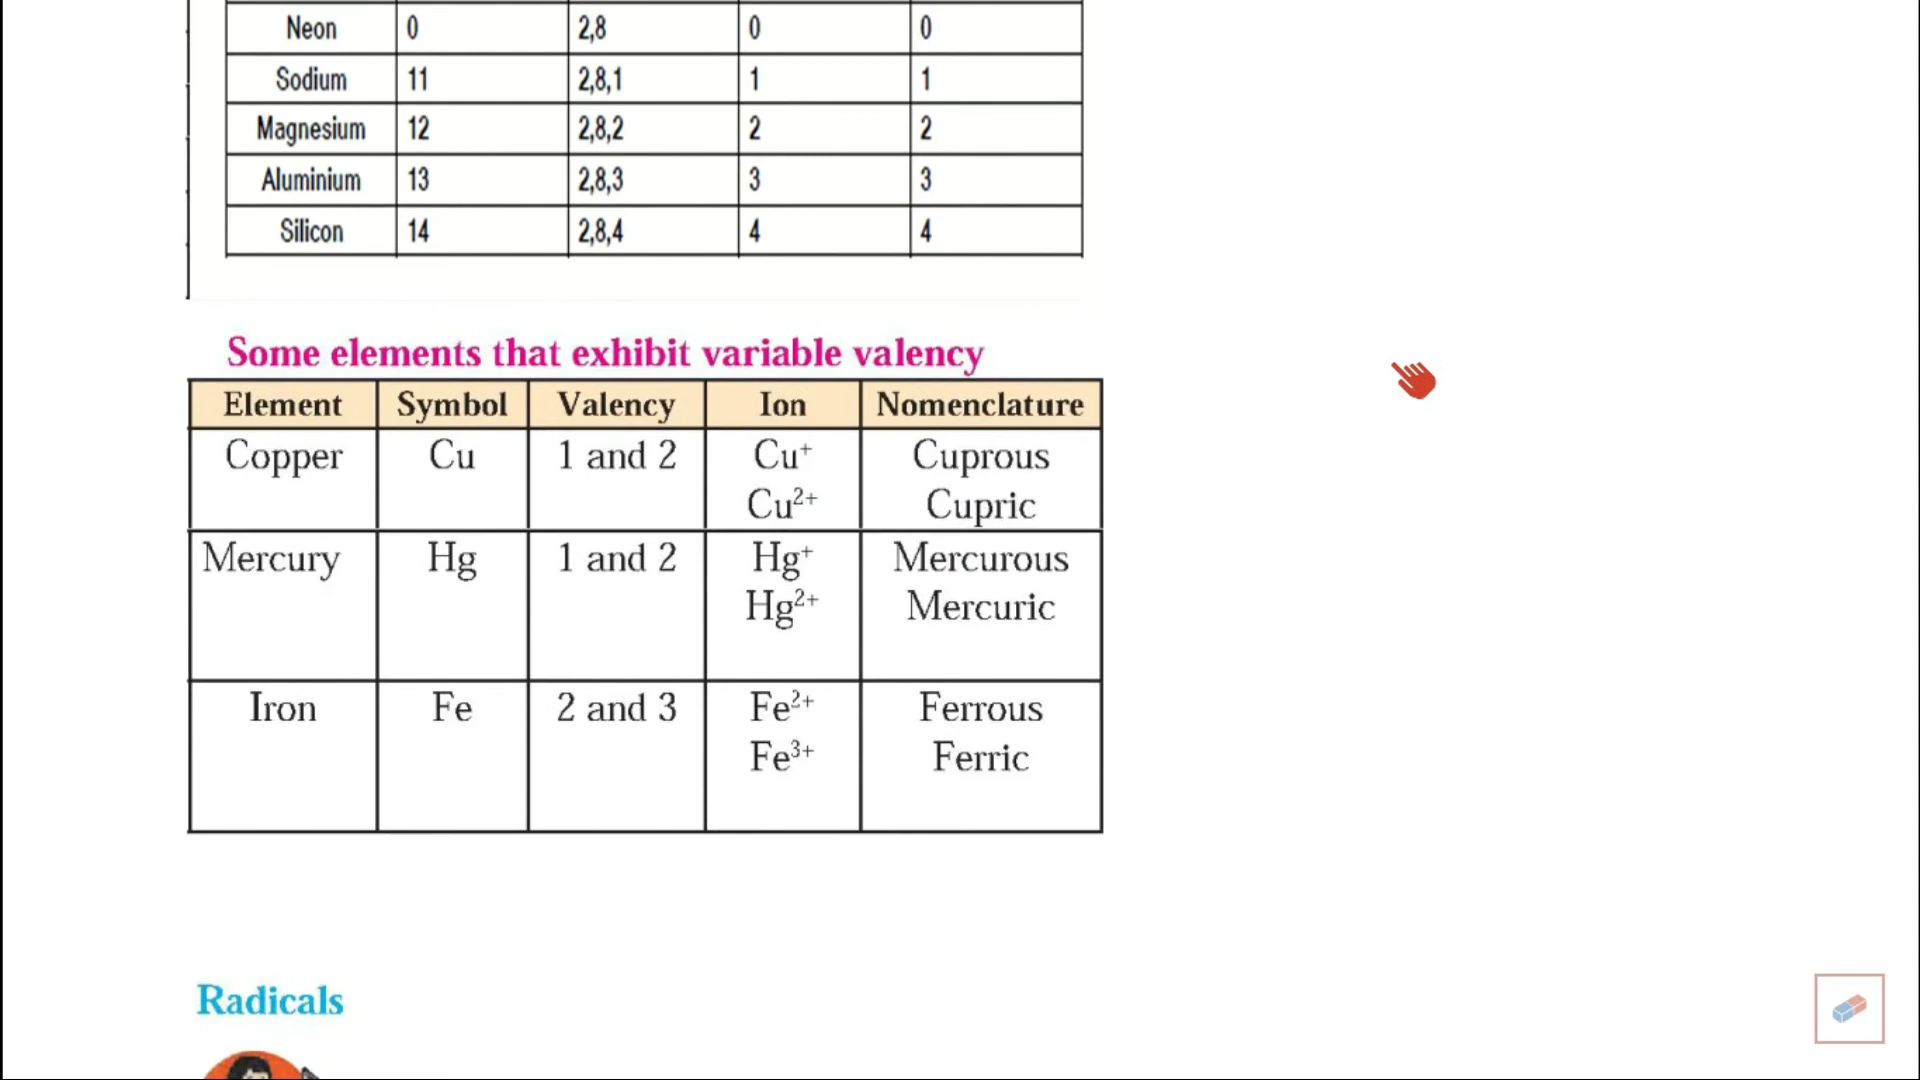 Neon 0 2,8 0 0
Sodium 11 2,8,1 1 1
Magnesium 12 2,8,2 2 2
Aluminium 13 2,8,3 3 3
Silicon 14 2,8,4 4 4
Some elements that exhibit variable valency
Element Symbol Valency Ion Nomenclature
Copper Cu 1 and 2 Cu⁺ Cuprous
Cu²⁺ Cupric
Mercury Hg 1 and 2 Hg⁺ Mercurous
Hg²⁺ Mercuric
Iron Fe 2 and 3 Fe²⁺ Ferrous
Fe³⁺ Ferric
Radicals